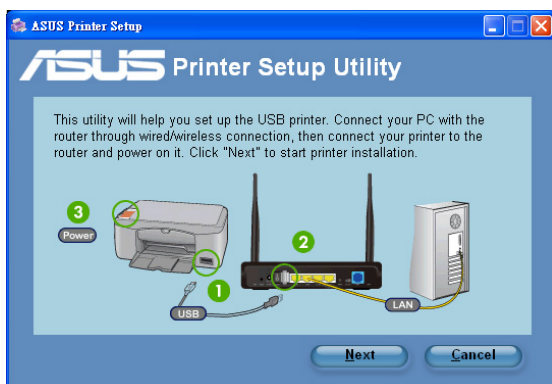 ASUS Printer Setup
ASUS Printer Setup Utility
This utility will help you set up the USB printer. Connect your PC with the
router through wired/wireless connection, then connect your printer to the
router and power on it. Click "Next" to start printer installation.
3
Power
2
1
USB
LAN
Next
Cancel